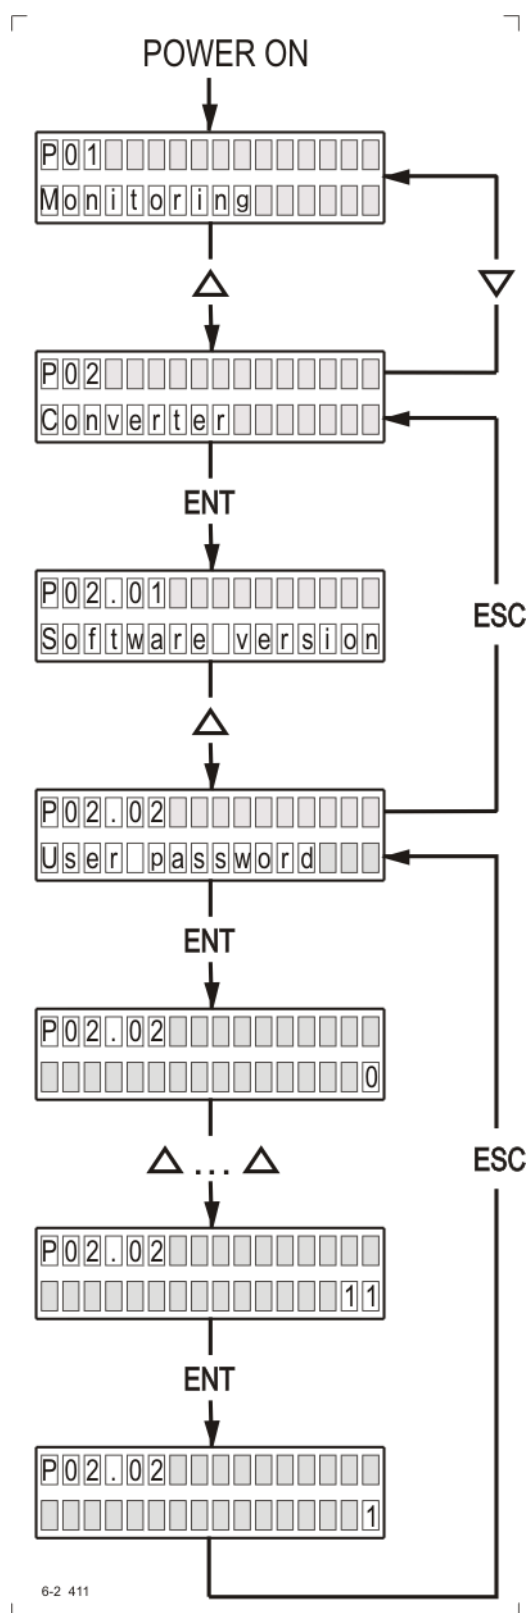 POWER ON
P01
Monitoring
△
▽
P02
Converter
ENT
P02.01
Software version
ESC
△
P02.02
User password
ENT
P02.02
0
△ ... △
ESC
P02.02
11
ENT
P02.02
1
6-2 411